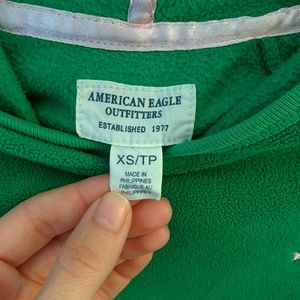 AMERICAN EAGLE
OUTFITTERS
ESTABLISHED 1977
XS/TP
MADE IN
PHILIPPINES
FABRIQUÉ AU
PHILIPPINES